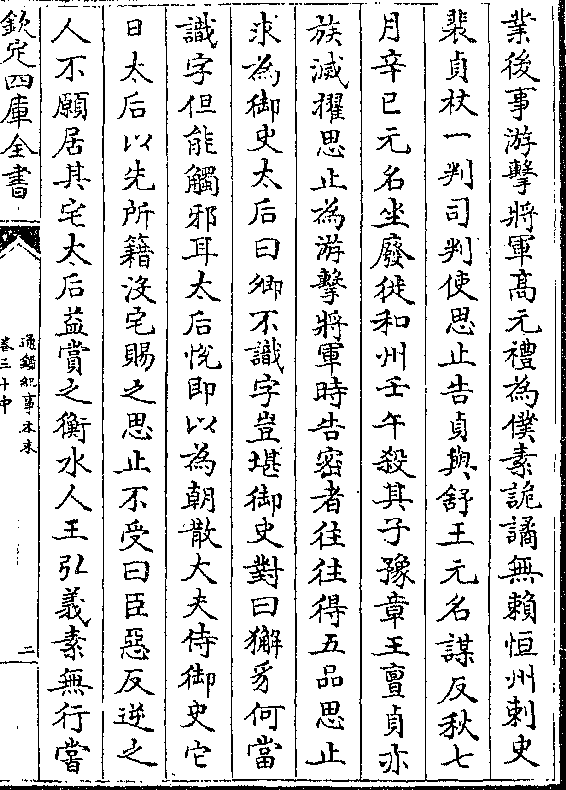 業後事游擊將軍髙元禮為僕素詭譎無賴恒州刺史
裴貞杖一判司判使思止告貞與舒王元名謀反秋七
月辛巳元名坐廢徙和州壬午殺其子豫章王亶貞亦
族滅擢思止為游擊將軍時告密者往往得五品思止
求為御史太后曰卿不識字豈堪御史對曰獬豸何當
識字但能觸邪耳太后悅即以為朝散大夫侍御史它
日太后以先所籍沒宅賜之思止不受曰臣惡反逆之
人不願居其宅太后益賞之衡水人王弘義素無行嘗
欽定四庫全書
通鑑紀事本末
卷三十中
二